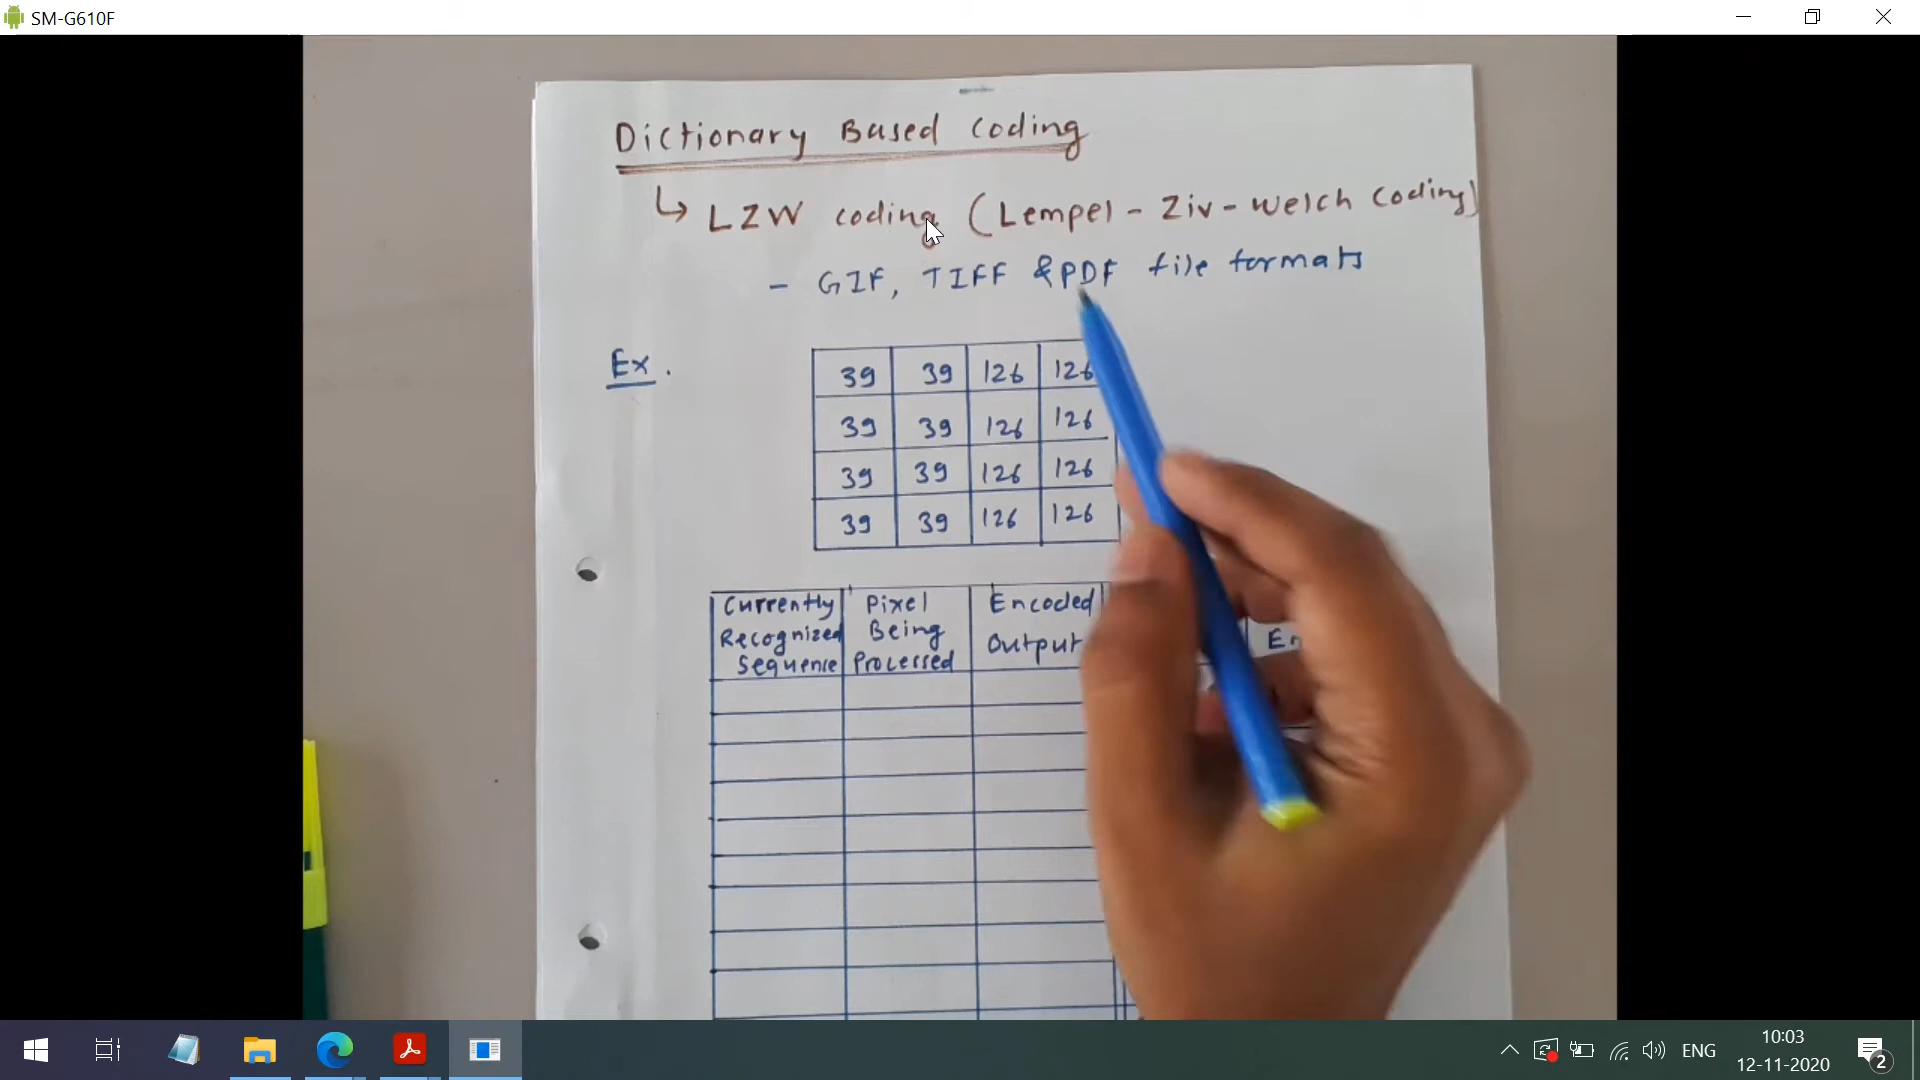 SM-G610F
Dictionary Based Coding
↳ LZW coding (Lempel - Ziv - Welch coding)
- GIF, TIFF & PDF file formats
Ex.
39 39 126 126
39 39 126 126
39 39 126 126
39 39 126 126
Currently Pixel Encoded
Recognized Being Output
Sequence Processed
ENG
10:03
12-11-2020
2